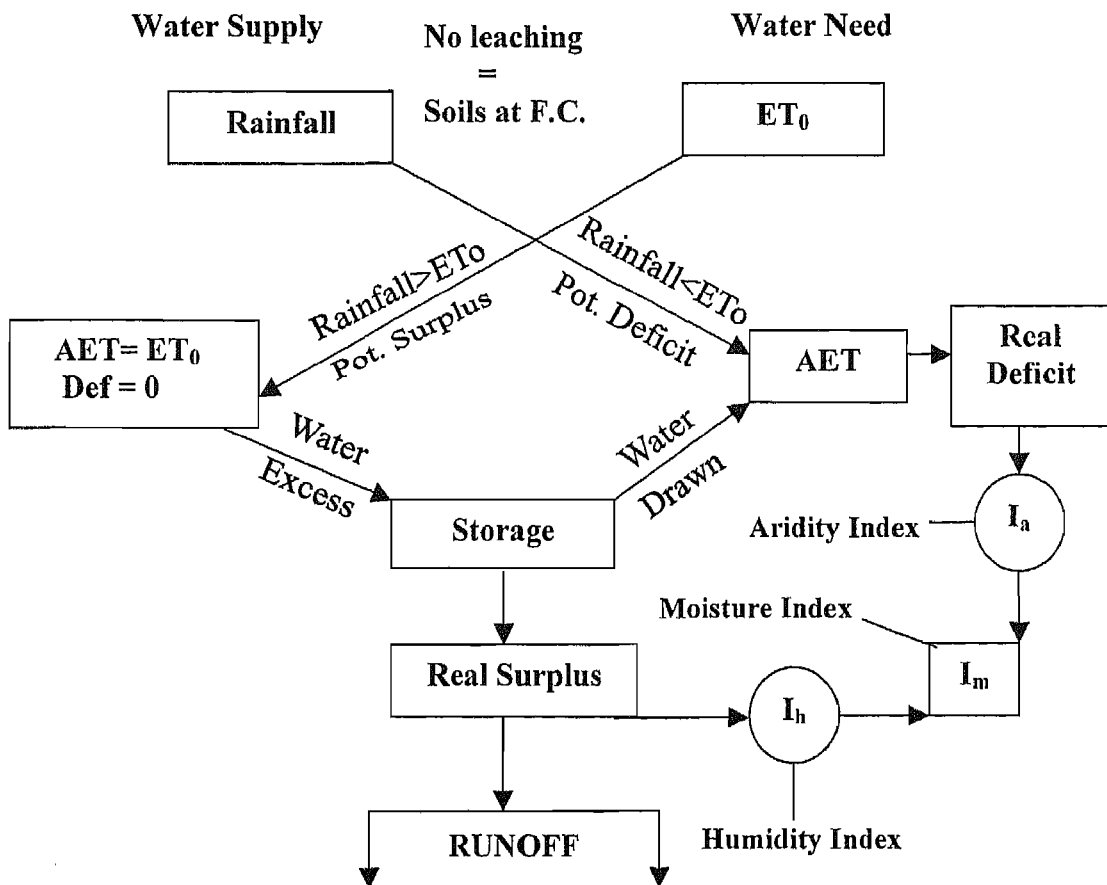 Water Supply
No leaching
=
Soils at F.C.
Water Need
Rainfall
ET₀
Rainfall>ETo
Pot. Surplus
Rainfall<ETo
Pot. Deficit
AET= ET₀
Def = 0
AET
Real
Deficit
Water
Excess
Water
Drawn
Storage
Aridity Index
Iₐ
Moisture Index
Real Surplus
Iₕ
Iₘ
RUNOFF
Humidity Index